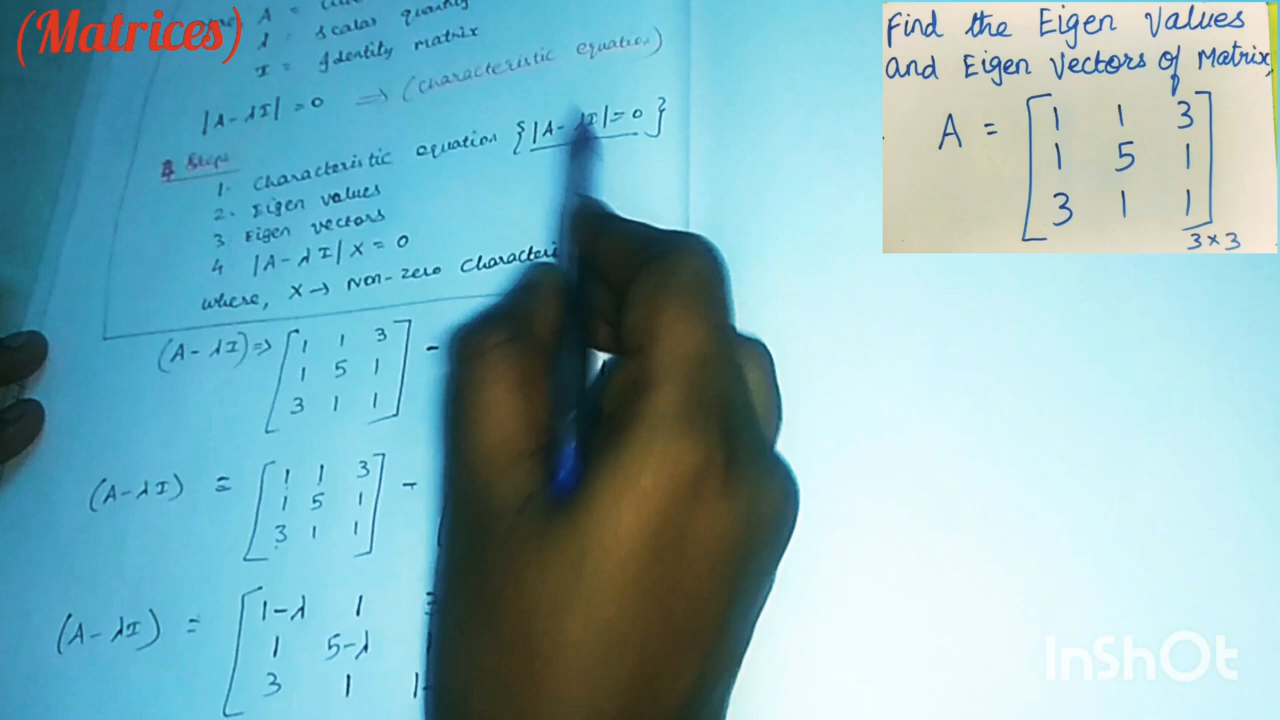 (Matrices)
A =
λ = scalar quantity
I = Identity matrix
|A-λI| = 0 ⇒ (characteristic equation)
4 Steps
1. Characteristic equation {|A-λI|=0}
2. Eigen values
3 Eigen vectors
4. |A-λI| X = 0
where, X → Non-zero Characteri
(A-λI) ⇒ [1 1 3] -
1 5 1
3 1 1
(A-λI) = [1 1 3] -
1 5 1
3 1 1
(A-λI) = [1-λ 1
1 5-λ
3 1 1-
Find the Eigen Values
and Eigen Vectors of Matrix,
A = [1 1 3]
1 5 1
3 1 1
3×3
InShOt